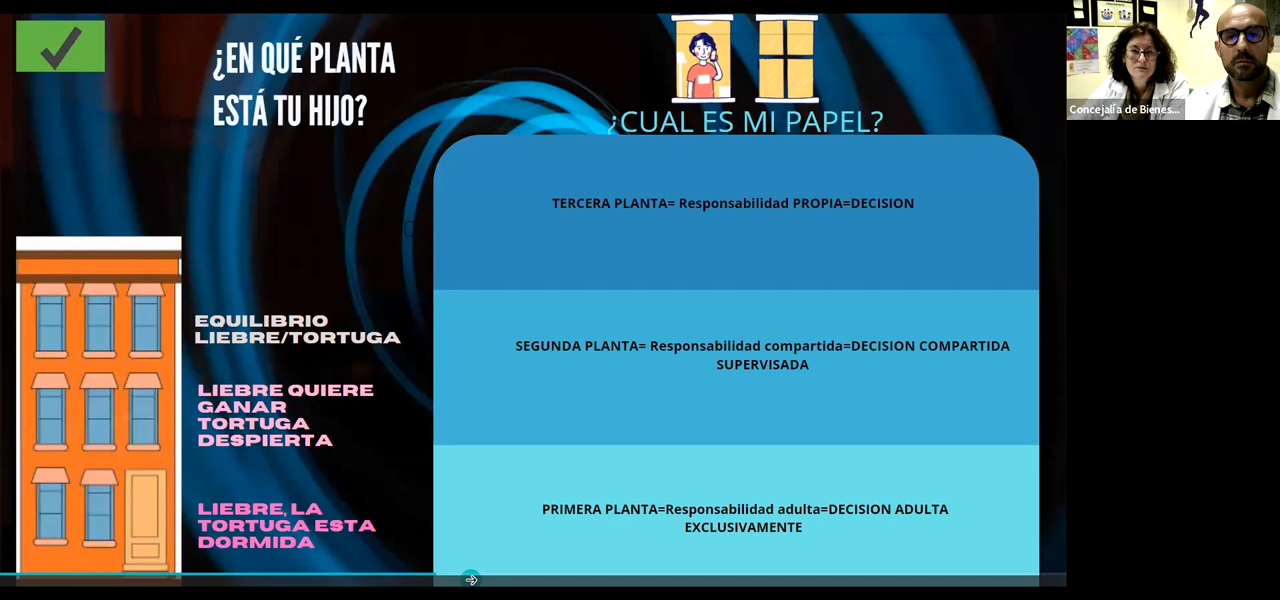 ¿EN QUÉ PLANTA
ESTÁ TU HIJO?
¿CUAL ES MI PAPEL?
TERCERA PLANTA= Responsabilidad PROPIA=DECISION
EQUILIBRIO
LIEBRE/TORTUGA
SEGUNDA PLANTA= Responsabilidad compartida=DECISION COMPARTIDA
SUPERVISADA
LIEBRE QUIERE
GANAR
TORTUGA
DESPIERTA
LIEBRE, LA
TORTUGA ESTA
DORMIDA
PRIMERA PLANTA=Responsabilidad adulta=DECISION ADULTA
EXCLUSIVAMENTE
Concejalía de Bienes...